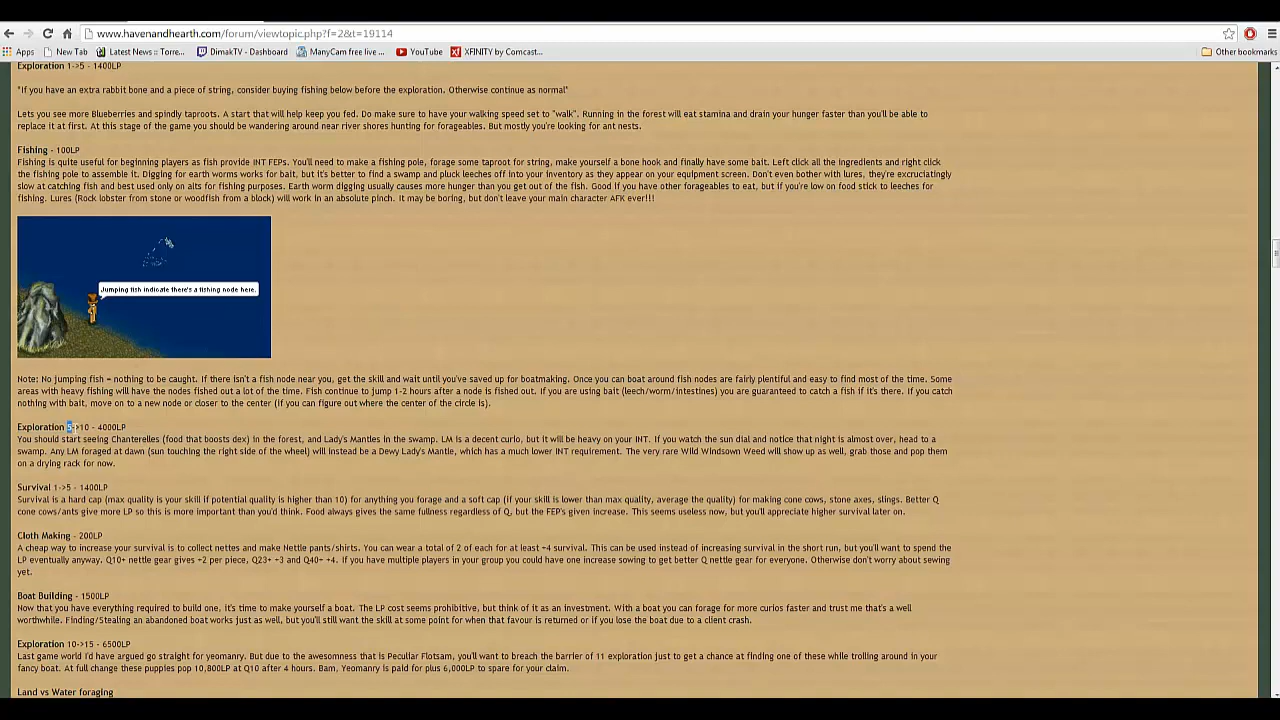 www.havenandhearth.com/forum/viewtopic.php?f=2&t=19114
Apps New Tab Latest News :: Torre... DimakTV - Dashboard ManyCam free live ... YouTube XFINITY by Comcast... Other bookmarks
Exploration 1->5 - 1400LP
"If you have an extra rabbit bone and a piece of string, consider buying fishing below before the exploration. Otherwise continue as normal"
Lets you see more Blueberries and spindly taproots. A start that will help keep you fed. Do make sure to have your walking speed set to "walk". Running in the forest will eat stamina and drain your hunger faster than you'll be able to
replace it at first. At this stage of the game you should be wandering around near river shores hunting for forageables. But mostly you're looking for ant nests.
Fishing - 100LP
Fishing is quite useful for beginning players as fish provide INT FEPs. You'll need to make a fishing pole, forage some taproot for string, make yourself a bone hook and finally have some bait. Left click all the ingredients and right click
the fishing pole to assemble it. Digging for earth worms works for bait, but it's better to find a swamp and pluck leeches off into your inventory as they appear on your equipment screen. Don't even bother with lures, they're excruciatingly
slow at catching fish and best used only on alts for fishing purposes. Earth worm digging usually causes more hunger than you get out of the fish. Good if you have other forageables to eat, but if you're low on food stick to leeches for
fishing. Lures (Rock lobster from stone or woodfish from a block) will work in an absolute pinch. It may be boring, but don't leave your main character AFK ever!!!
Jumping fish indicate there's a fishing node here.
Note: No jumping fish = nothing to be caught. If there isn't a fish node near you, get the skill and wait until you've saved up for boatmaking. Once you can boat around fish nodes are fairly plentiful and easy to find most of the time. Some
areas with heavy fishing will have the nodes fished out a lot of the time. Fish continue to jump 1-2 hours after a node is fished out. If you are using bait (leech/worm/intestines) you are guaranteed to catch a fish if it's there. If you catch
nothing with bait, move on to a new node or closer to the center (if you can figure out where the center of the circle is).
Exploration 5->10 - 4000LP
You should start seeing Chanterelles (food that boosts dex) in the forest, and Lady's Mantles in the swamp. LM is a decent curio, but it will be heavy on your INT. If you watch the sun dial and notice that night is almost over, head to a
swamp. Any LM foraged at dawn (sun touching the right side of the wheel) will instead be a Dewy Lady's Mantle, which has a much lower INT requirement. The very rare Wild Windsown Weed will show up as well, grab those and pop them
on a drying rack for now.
Survival 1->5 - 1400LP
Survival is a hard cap (max quality is your skill if potential quality is higher than 10) for anything you forage and a soft cap (if your skill is lower than max quality, average the quality) for making cone cows, stone axes, slings. Better Q
cone cows/ants give more LP so this is more important than you'd think. Food always gives the same fullness regardless of Q, but the FEP's given increase. This seems useless now, but you'll appreciate higher survival later on.
Cloth Making - 200LP
A cheap way to increase your survival is to collect nettes and make Nettle pants/shirts. You can wear a total of 2 of each for at least +4 survival. This can be used instead of increasing survival in the short run, but you'll want to spend the
LP eventually anyway. Q10+ nettle gear gives +2 per piece, Q23+ +3 and Q40+ +4. If you have multiple players in your group you could have one increase sowing to get better Q nettle gear for everyone. Otherwise don't worry about sewing
yet.
Boat Building - 1500LP
Now that you have everything required to build one, it's time to make yourself a boat. The LP cost seems prohibitive, but think of it as an investment. With a boat you can forage for more curios faster and trust me that's a well
worthwhile. Finding/Stealing an abandoned boat works just as well, but you'll still want the skill at some point for when that favour is returned or if you lose the boat due to a client crash.
Exploration 10->15 - 6500LP
Last game world I'd have argued go straight for yeomanry. But due to the awesomness that is Peculiar Flotsam, you'll want to breach the barrier of 11 exploration just to get a chance at finding one of these while trolling around in your
fancy boat. At full change these puppies pop 10,800LP at Q10 after 4 hours. Bam, Yeomanry is paid for plus 6,000LP to spare for your claim.
Land vs Water foraging